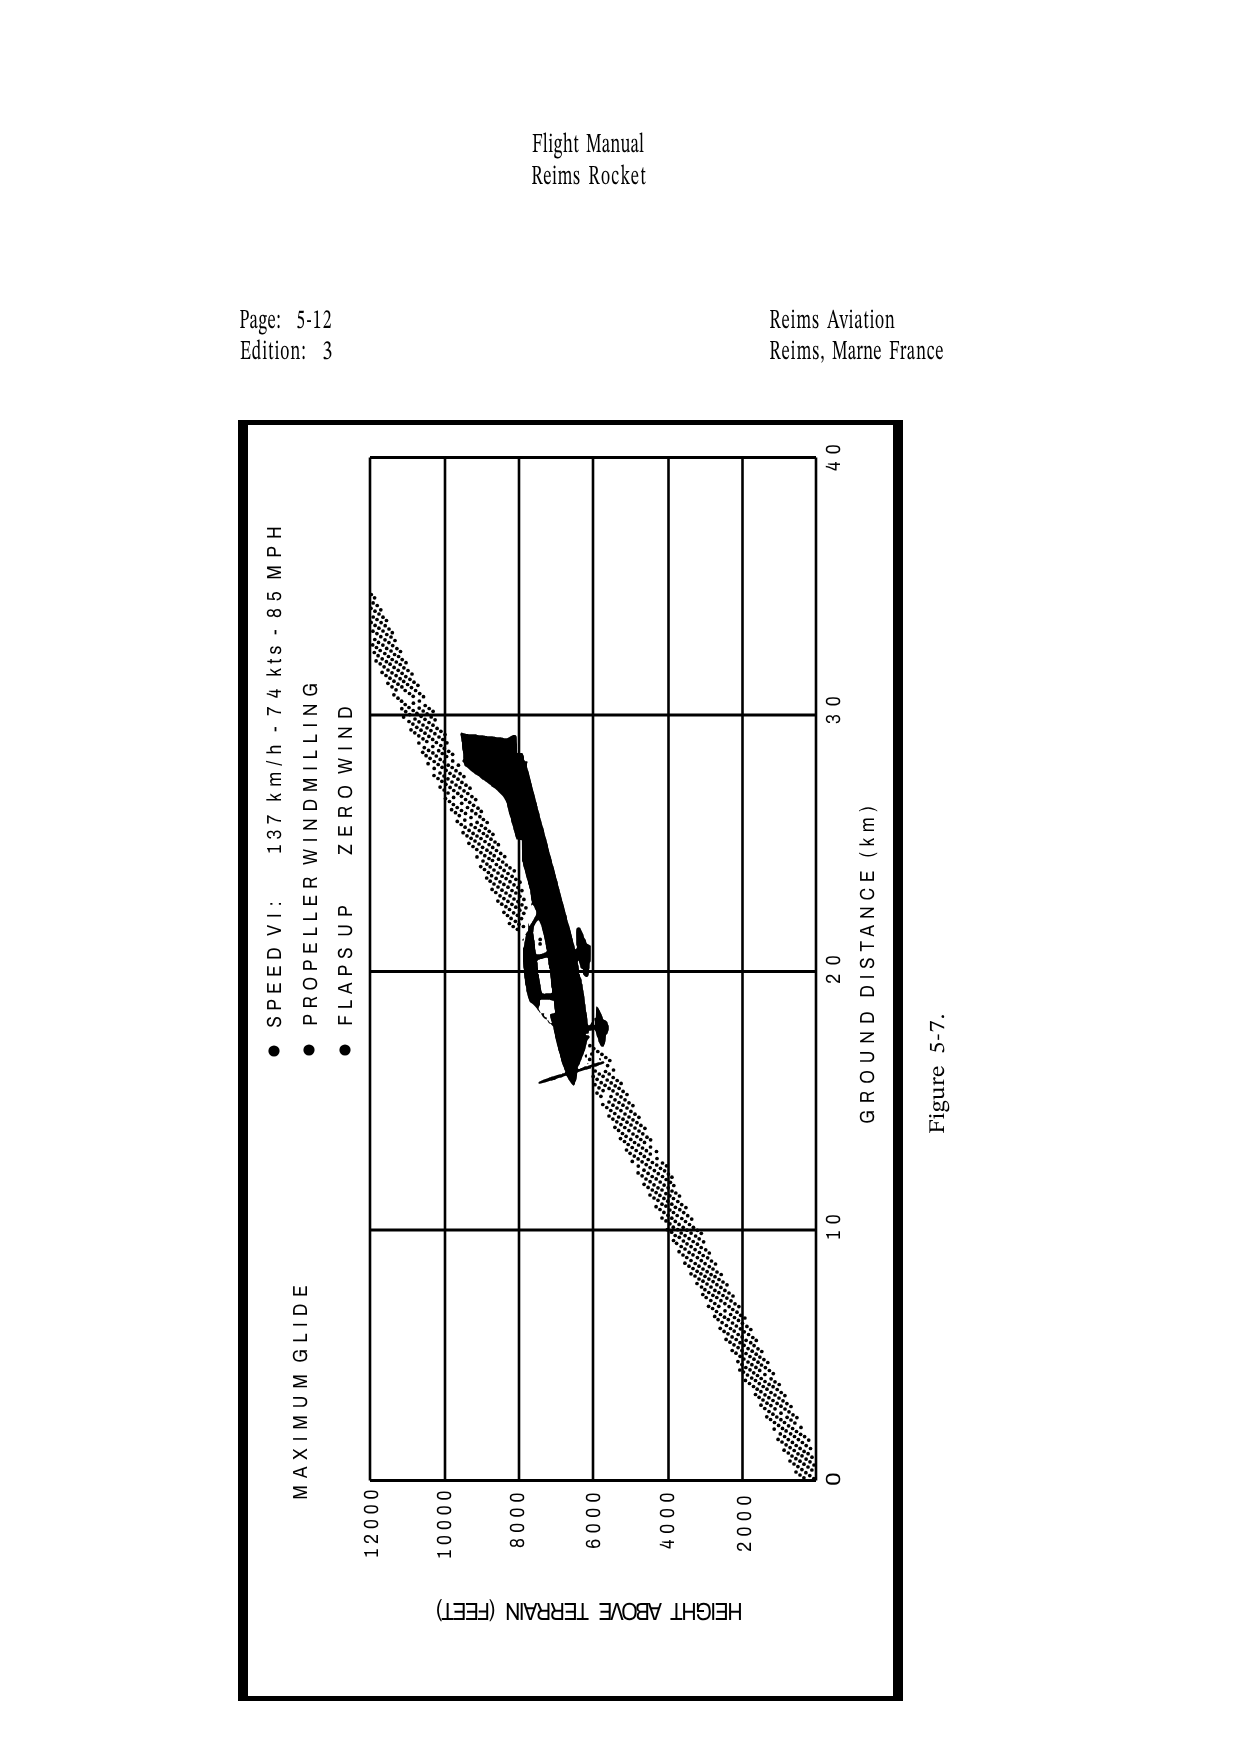 Flight Manual
Reims Rocket
Page: 5-12
Edition: 3
Reims Aviation
Reims, Marne France
MAXIMUM GLIDE
● SPEED VI: 137 km/h - 74 kts - 85 MPH
● PROPELLER WINDMILLING
● FLAPS UP ZERO WIND
12000
10000
8000
6000
4000
2000
HEIGHT ABOVE TERRAIN (FEET)
0
10
20
30
40
GROUND DISTANCE (km)
Figure 5-7.